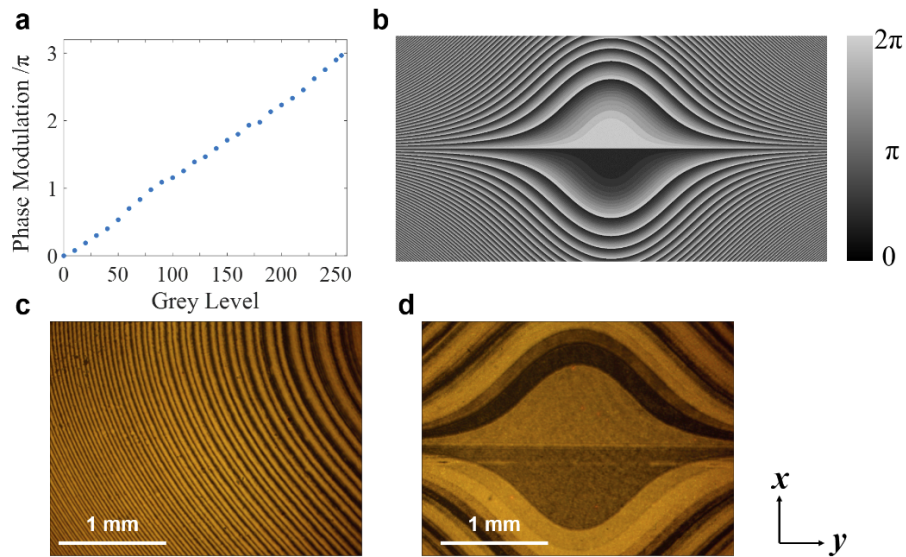 a
Phase Modulation /π
3
2
1
0
0
50
100
150
200
250
Grey Level
b
2π
π
0
c
1 mm
d
1 mm
x
y